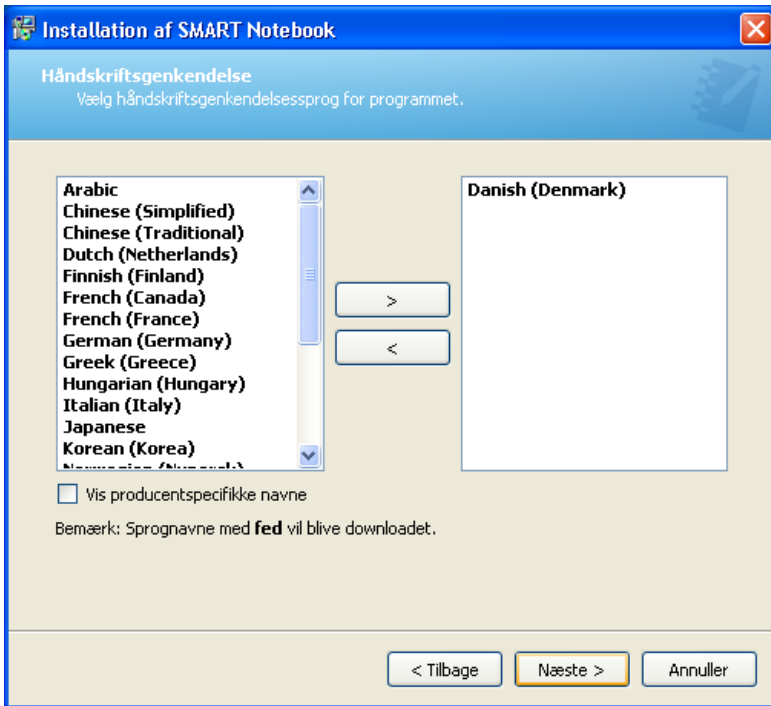 Installation af SMART Notebook
Håndskriftsgenkendelse
Vælg håndskriftsgenkendelsessprog for programmet.
Arabic
Chinese (Simplified)
Chinese (Traditional)
Dutch (Netherlands)
Finnish (Finland)
French (Canada)
French (France)
German (Germany)
Greek (Greece)
Hungarian (Hungary)
Italian (Italy)
Japanese
Korean (Korea)
Danish (Denmark)
>
<
Vis producentspecifikke navne
Bemærk: Sprognavne med fed vil blive downloadet.
< Tilbage
Næste >
Annuller